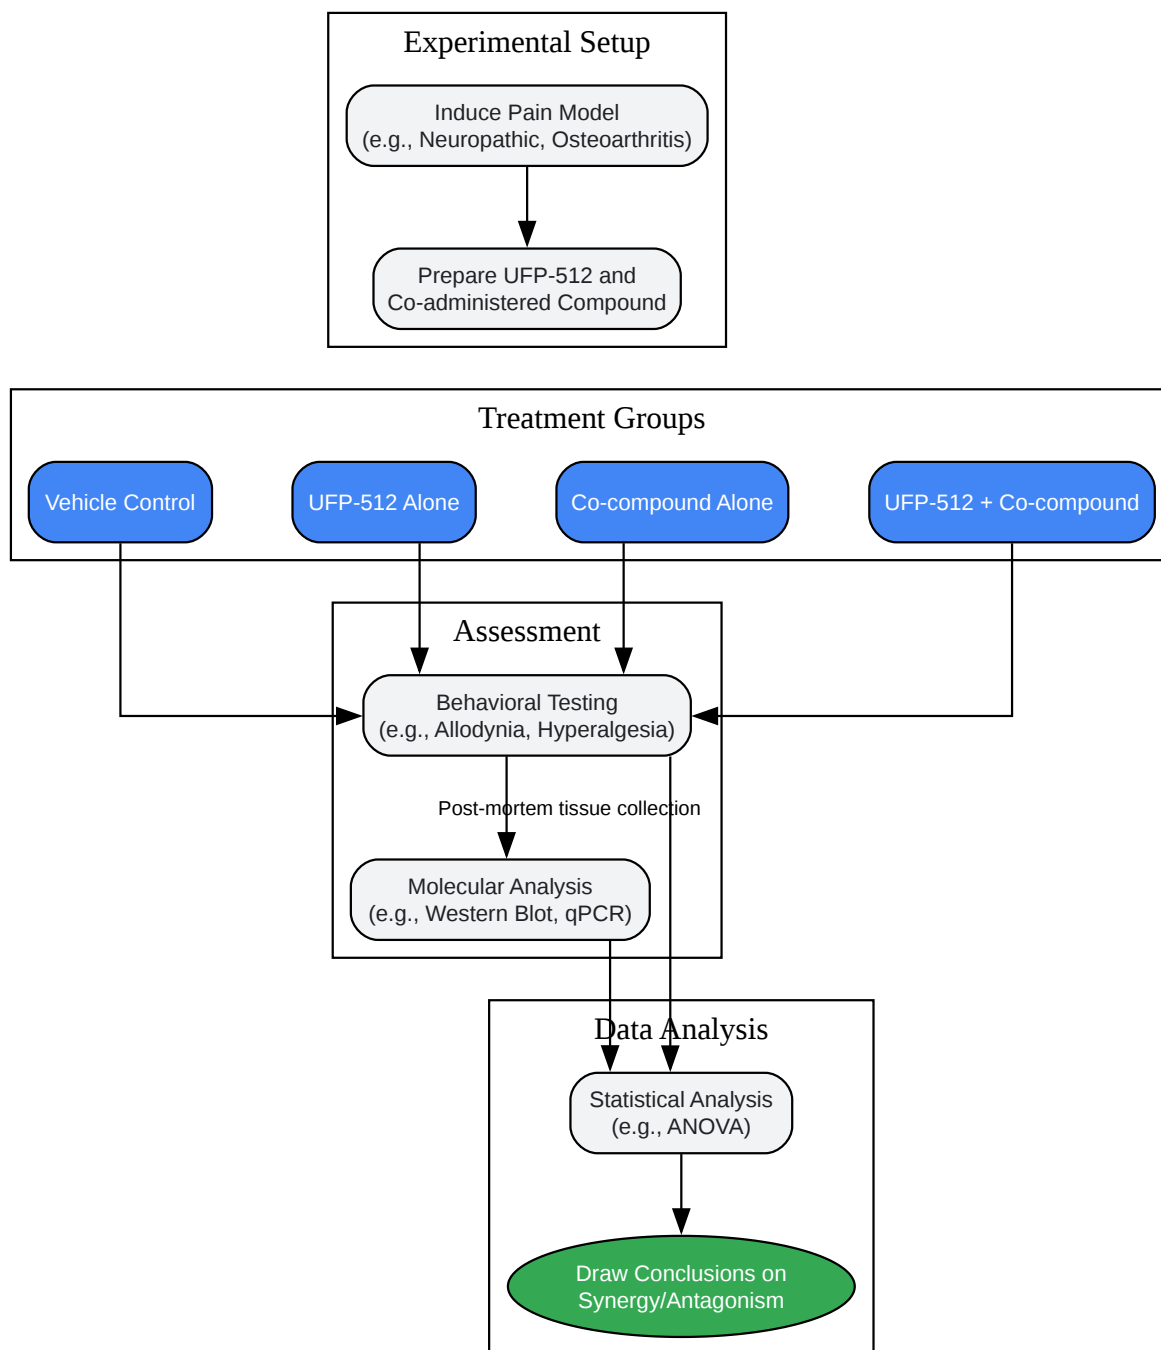 Experimental Setup
Induce Pain Model
(e.g., Neuropathic, Osteoarthritis)
Prepare UFP-512 and
Co-administered Compound
Treatment Groups
Vehicle Control
UFP-512 Alone
Co-compound Alone
UFP-512 + Co-compound
Assessment
Behavioral Testing
(e.g., Allodynia, Hyperalgesia)
Post-mortem tissue collection
Molecular Analysis
(e.g., Western Blot, qPCR)
Data Analysis
Statistical Analysis
(e.g., ANOVA)
Draw Conclusions on
Synergy/Antagonism